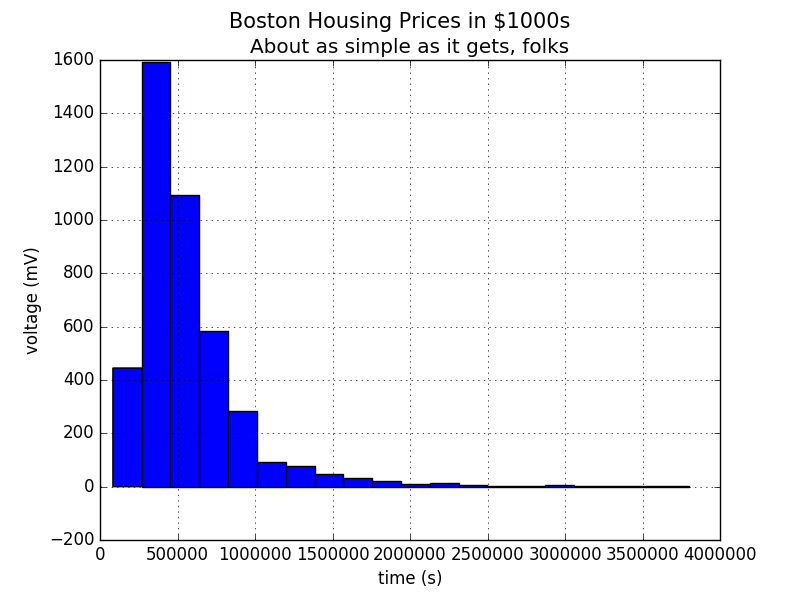 Boston Housing Prices in $1000s
About as simple as it gets, folks
1600
1400
1200
1000
800
600
400
200
0
−200
voltage (mV)
0 500000 1000000 1500000 2000000 2500000 3000000 3500000 4000000
time (s)